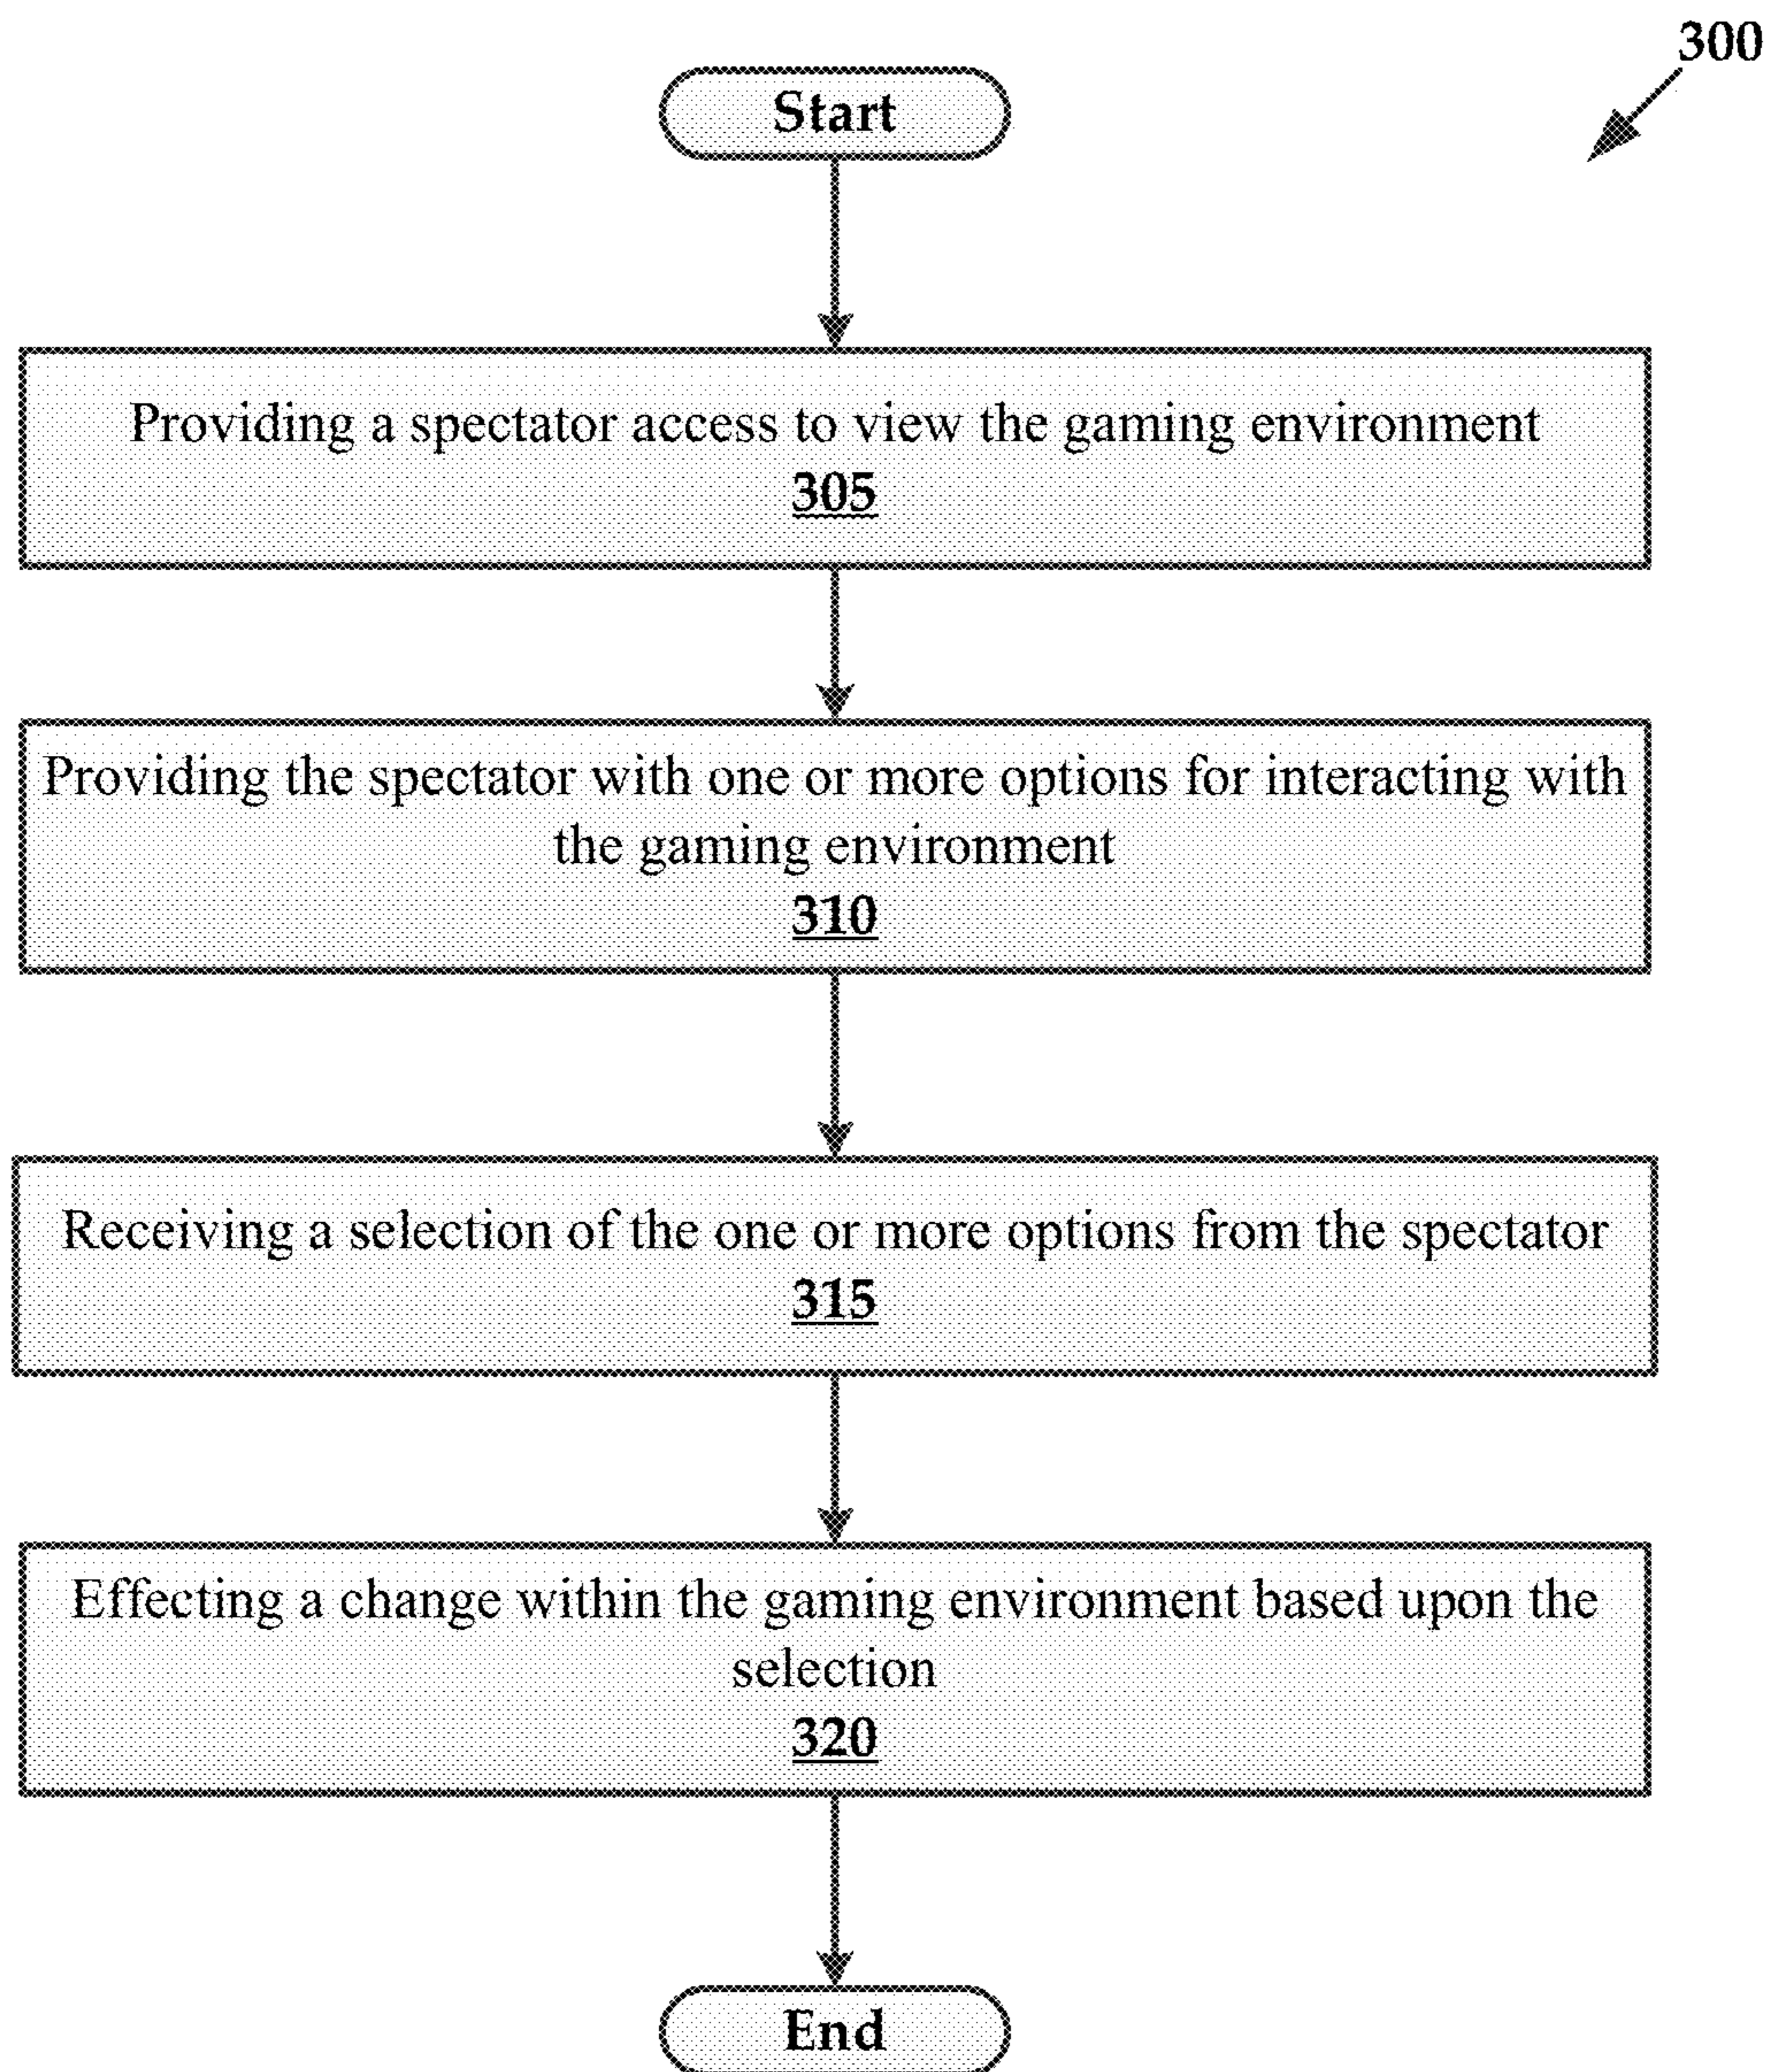 300
Start
Providing a spectator access to view the gaming environment
305
Providing the spectator with one or more options for interacting with
the gaming environment
310
Receiving a selection of the one or more options from the spectator
315
Effecting a change within the gaming environment based upon the
selection
320
End